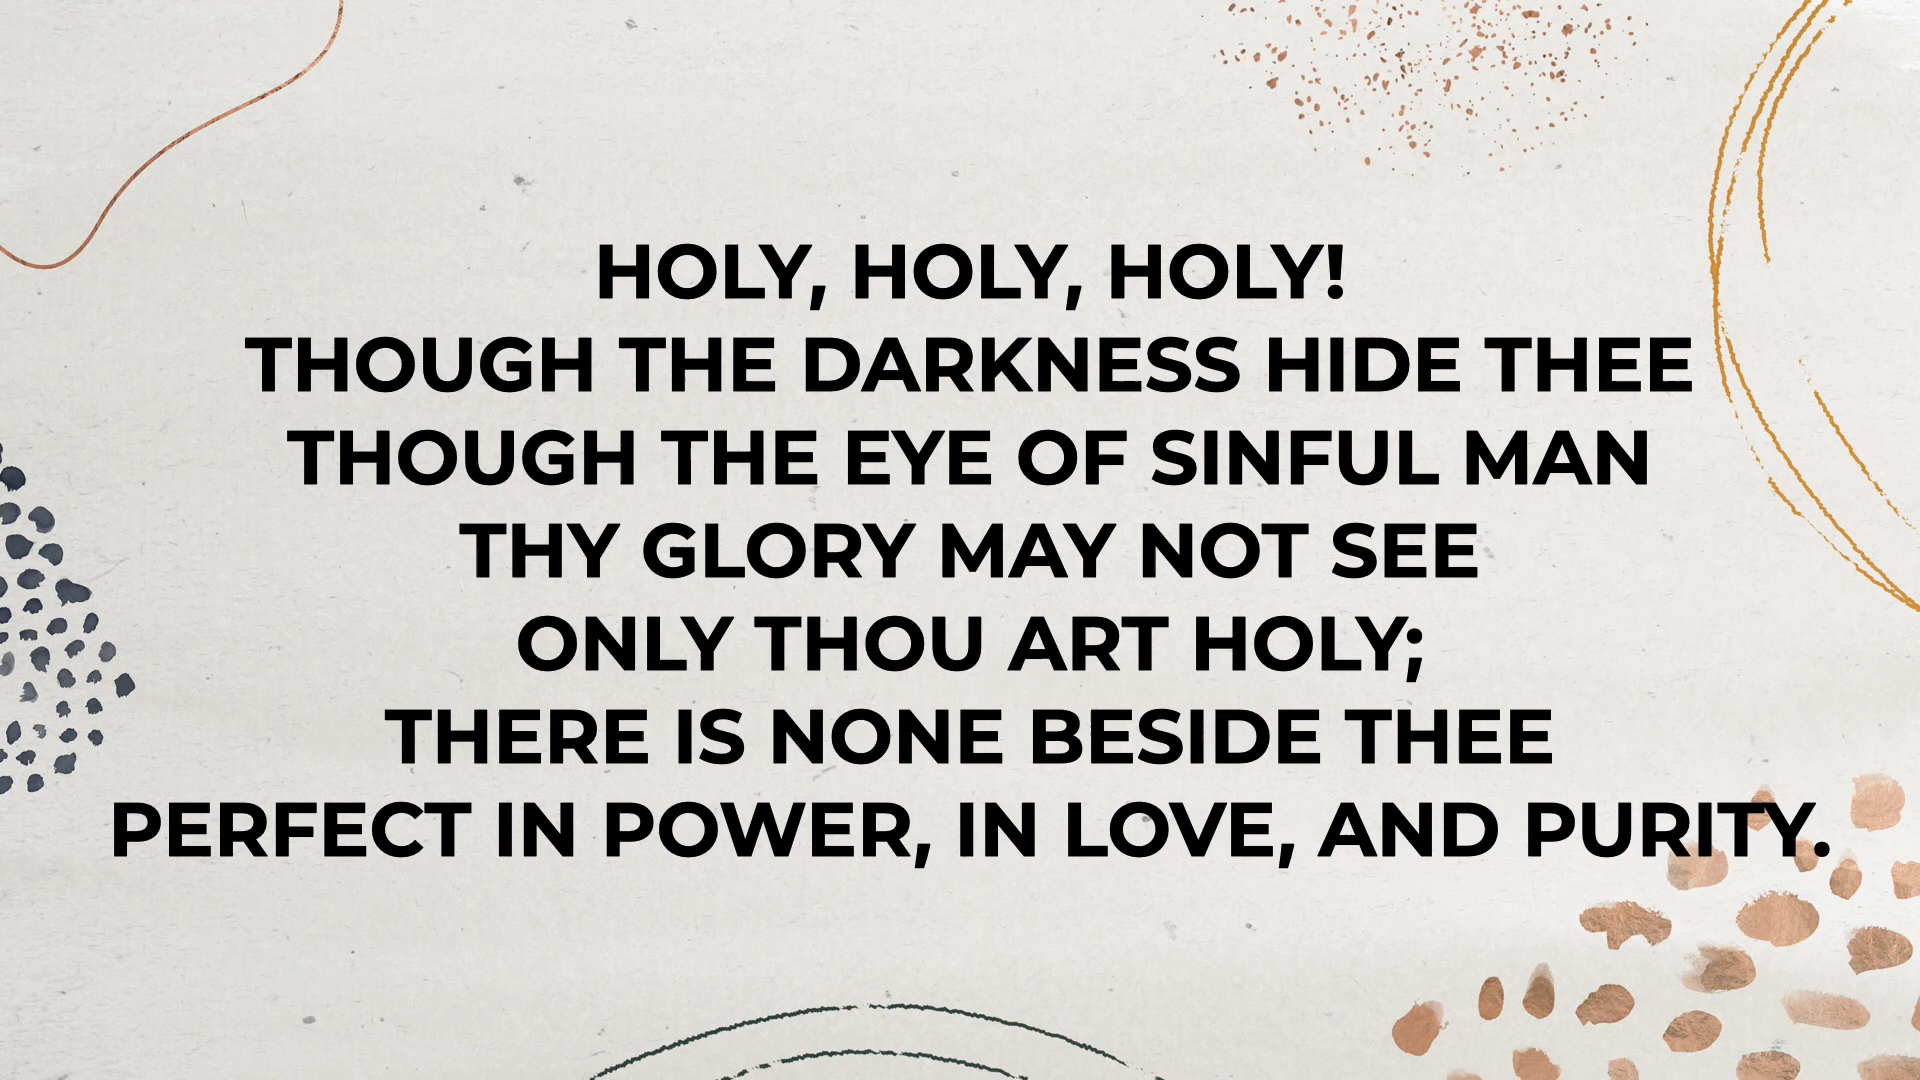 HOLY, HOLY, HOLY!
THOUGH THE DARKNESS HIDE THEE
THOUGH THE EYE OF SINFUL MAN
THY GLORY MAY NOT SEE
ONLY THOU ART HOLY;
THERE IS NONE BESIDE THEE
PERFECT IN POWER, IN LOVE, AND PURITY.